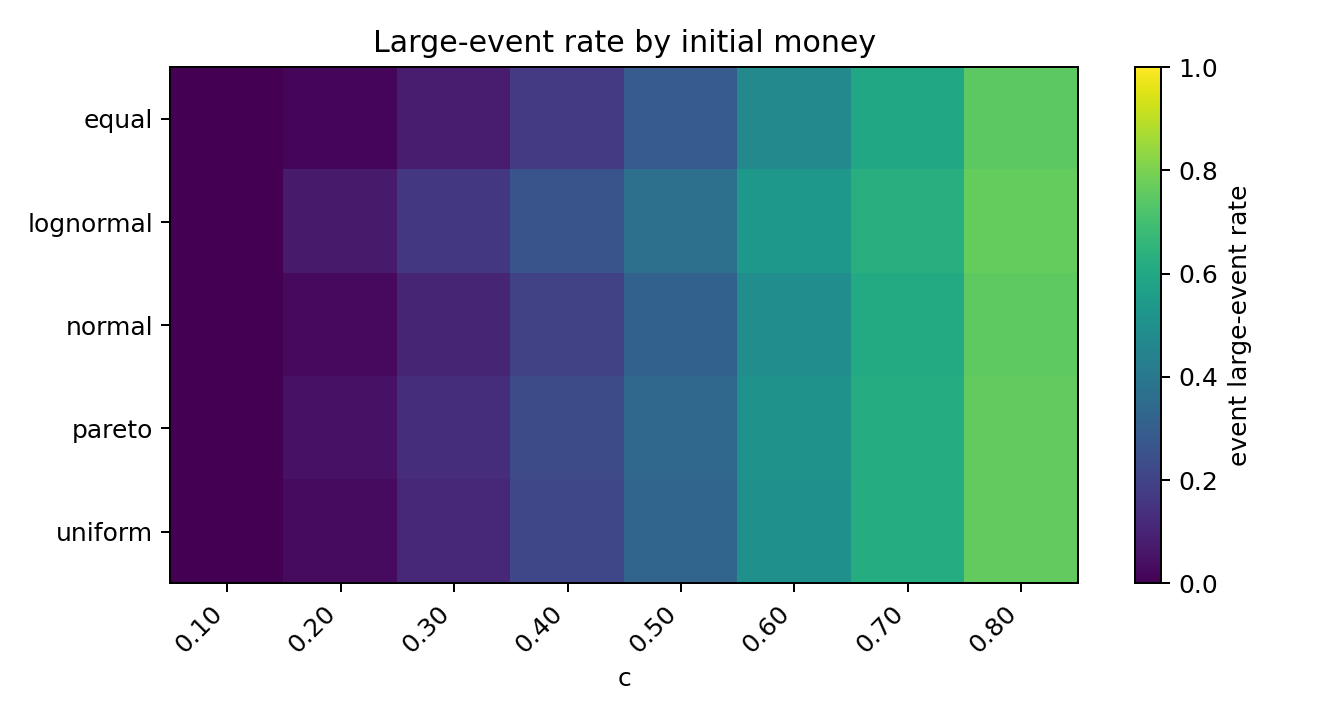 Large-event rate by initial money
equal
lognormal
normal
pareto
uniform
0.10
0.20
0.30
0.40
0.50
0.60
0.70
0.80
c
1.0
0.8
0.6
0.4
0.2
0.0
event large-event rate